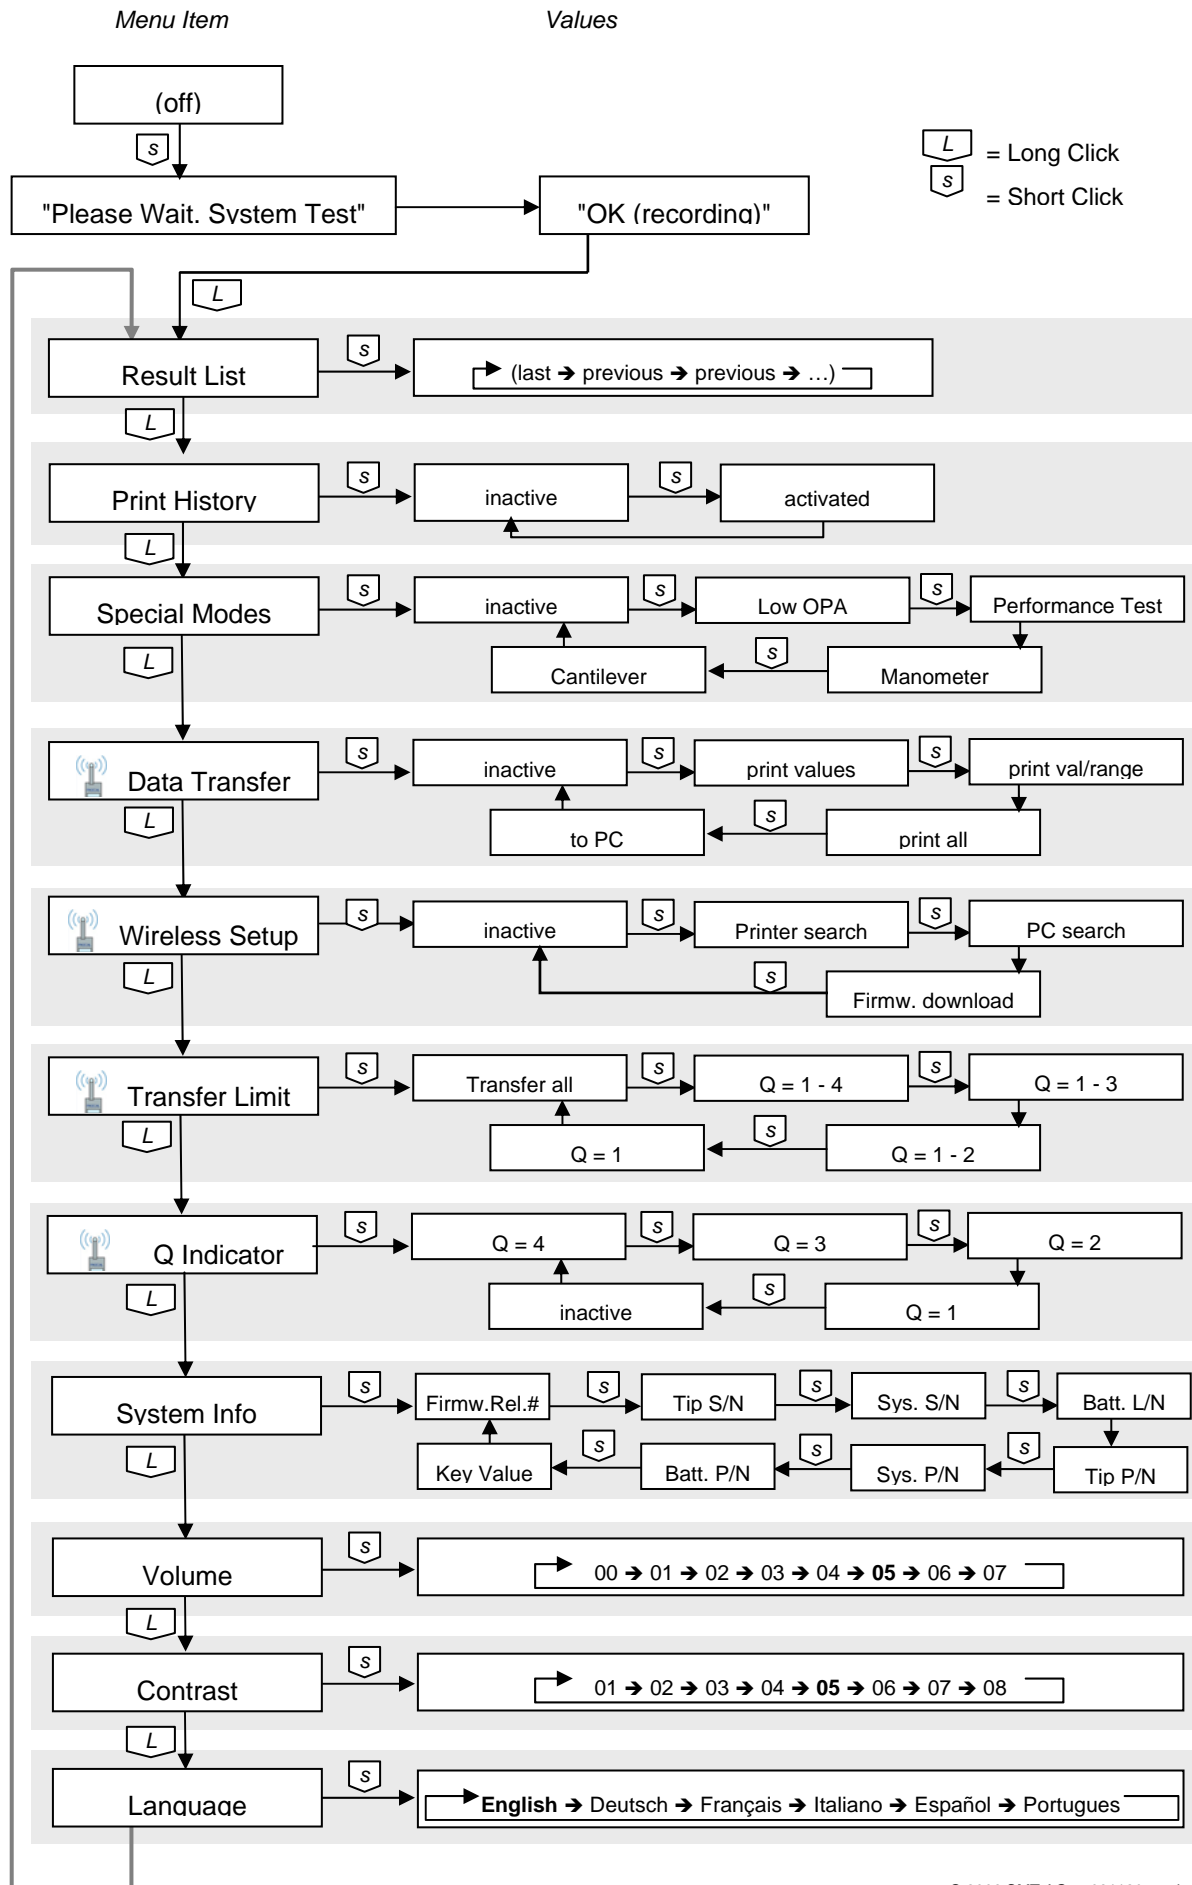 Menu Item Values
(off)
s
L = Long Click
s = Short Click
"Please Wait. System Test" "OK (recording)"
L
Result List s (last ➔ previous ➔ previous ➔ …)
L
Print History s inactive s activated
L
Special Modes s inactive s Low OPA s Performance Test
L Cantilever s Manometer
Data Transfer s inactive s print values s print val/range
L to PC s print all
Wireless Setup s inactive s Printer search s PC search
L s Firmw. download
Transfer Limit s Transfer all s Q = 1 - 4 s Q = 1 - 3
L Q = 1 s Q = 1 - 2
Q Indicator s Q = 4 s Q = 3 s Q = 2
L inactive s Q = 1
System Info s Firmw.Rel.# s Tip S/N s Sys. S/N s Batt. L/N
L Key Value s Batt. P/N s Sys. P/N s Tip P/N
Volume s 00 ➔ 01 ➔ 02 ➔ 03 ➔ 04 ➔ 05 ➔ 06 ➔ 07
L
Contrast s 01 ➔ 02 ➔ 03 ➔ 04 ➔ 05 ➔ 06 ➔ 07 ➔ 08
L
Language s English ➔ Deutsch ➔ Français ➔ Italiano ➔ Español ➔ Portugues